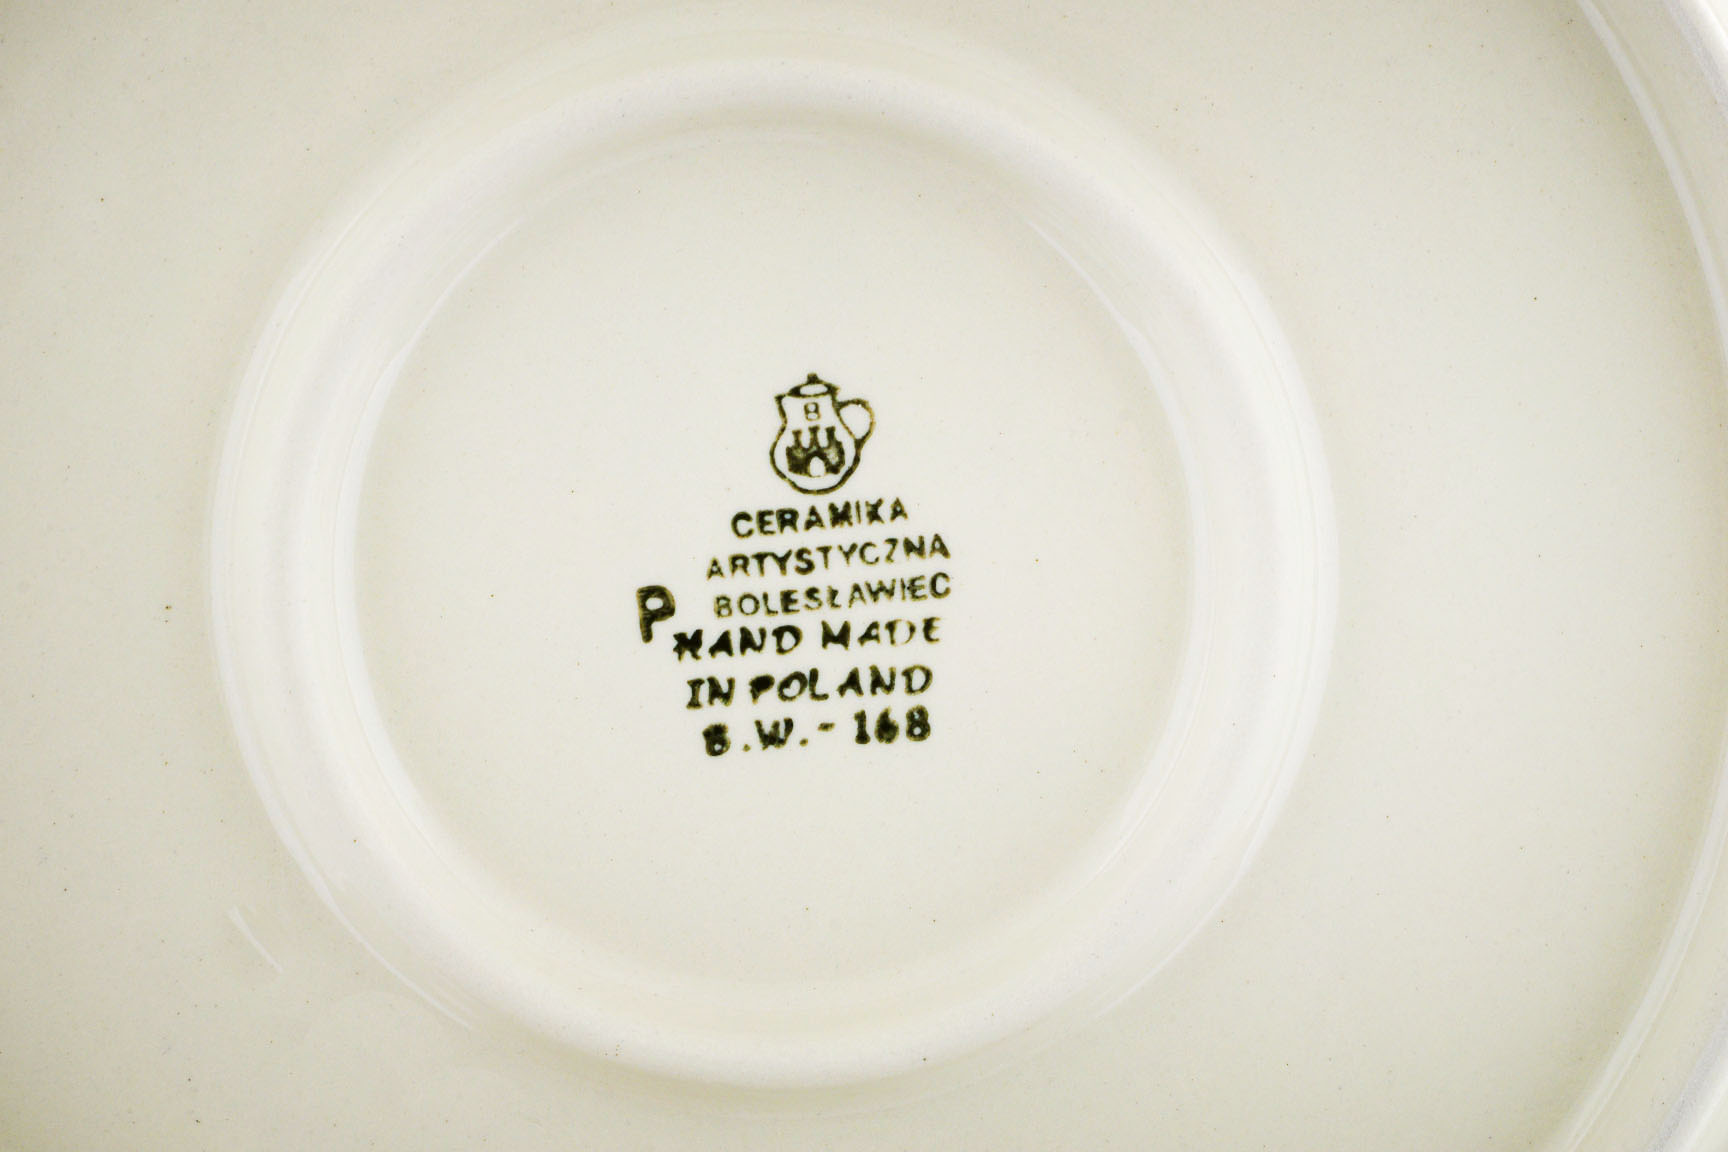 B
CERAMIKA
ARTYSTYCZNA
BOLESŁAWIEC
P
HAND MADE
IN POLAND
B.W.- 168